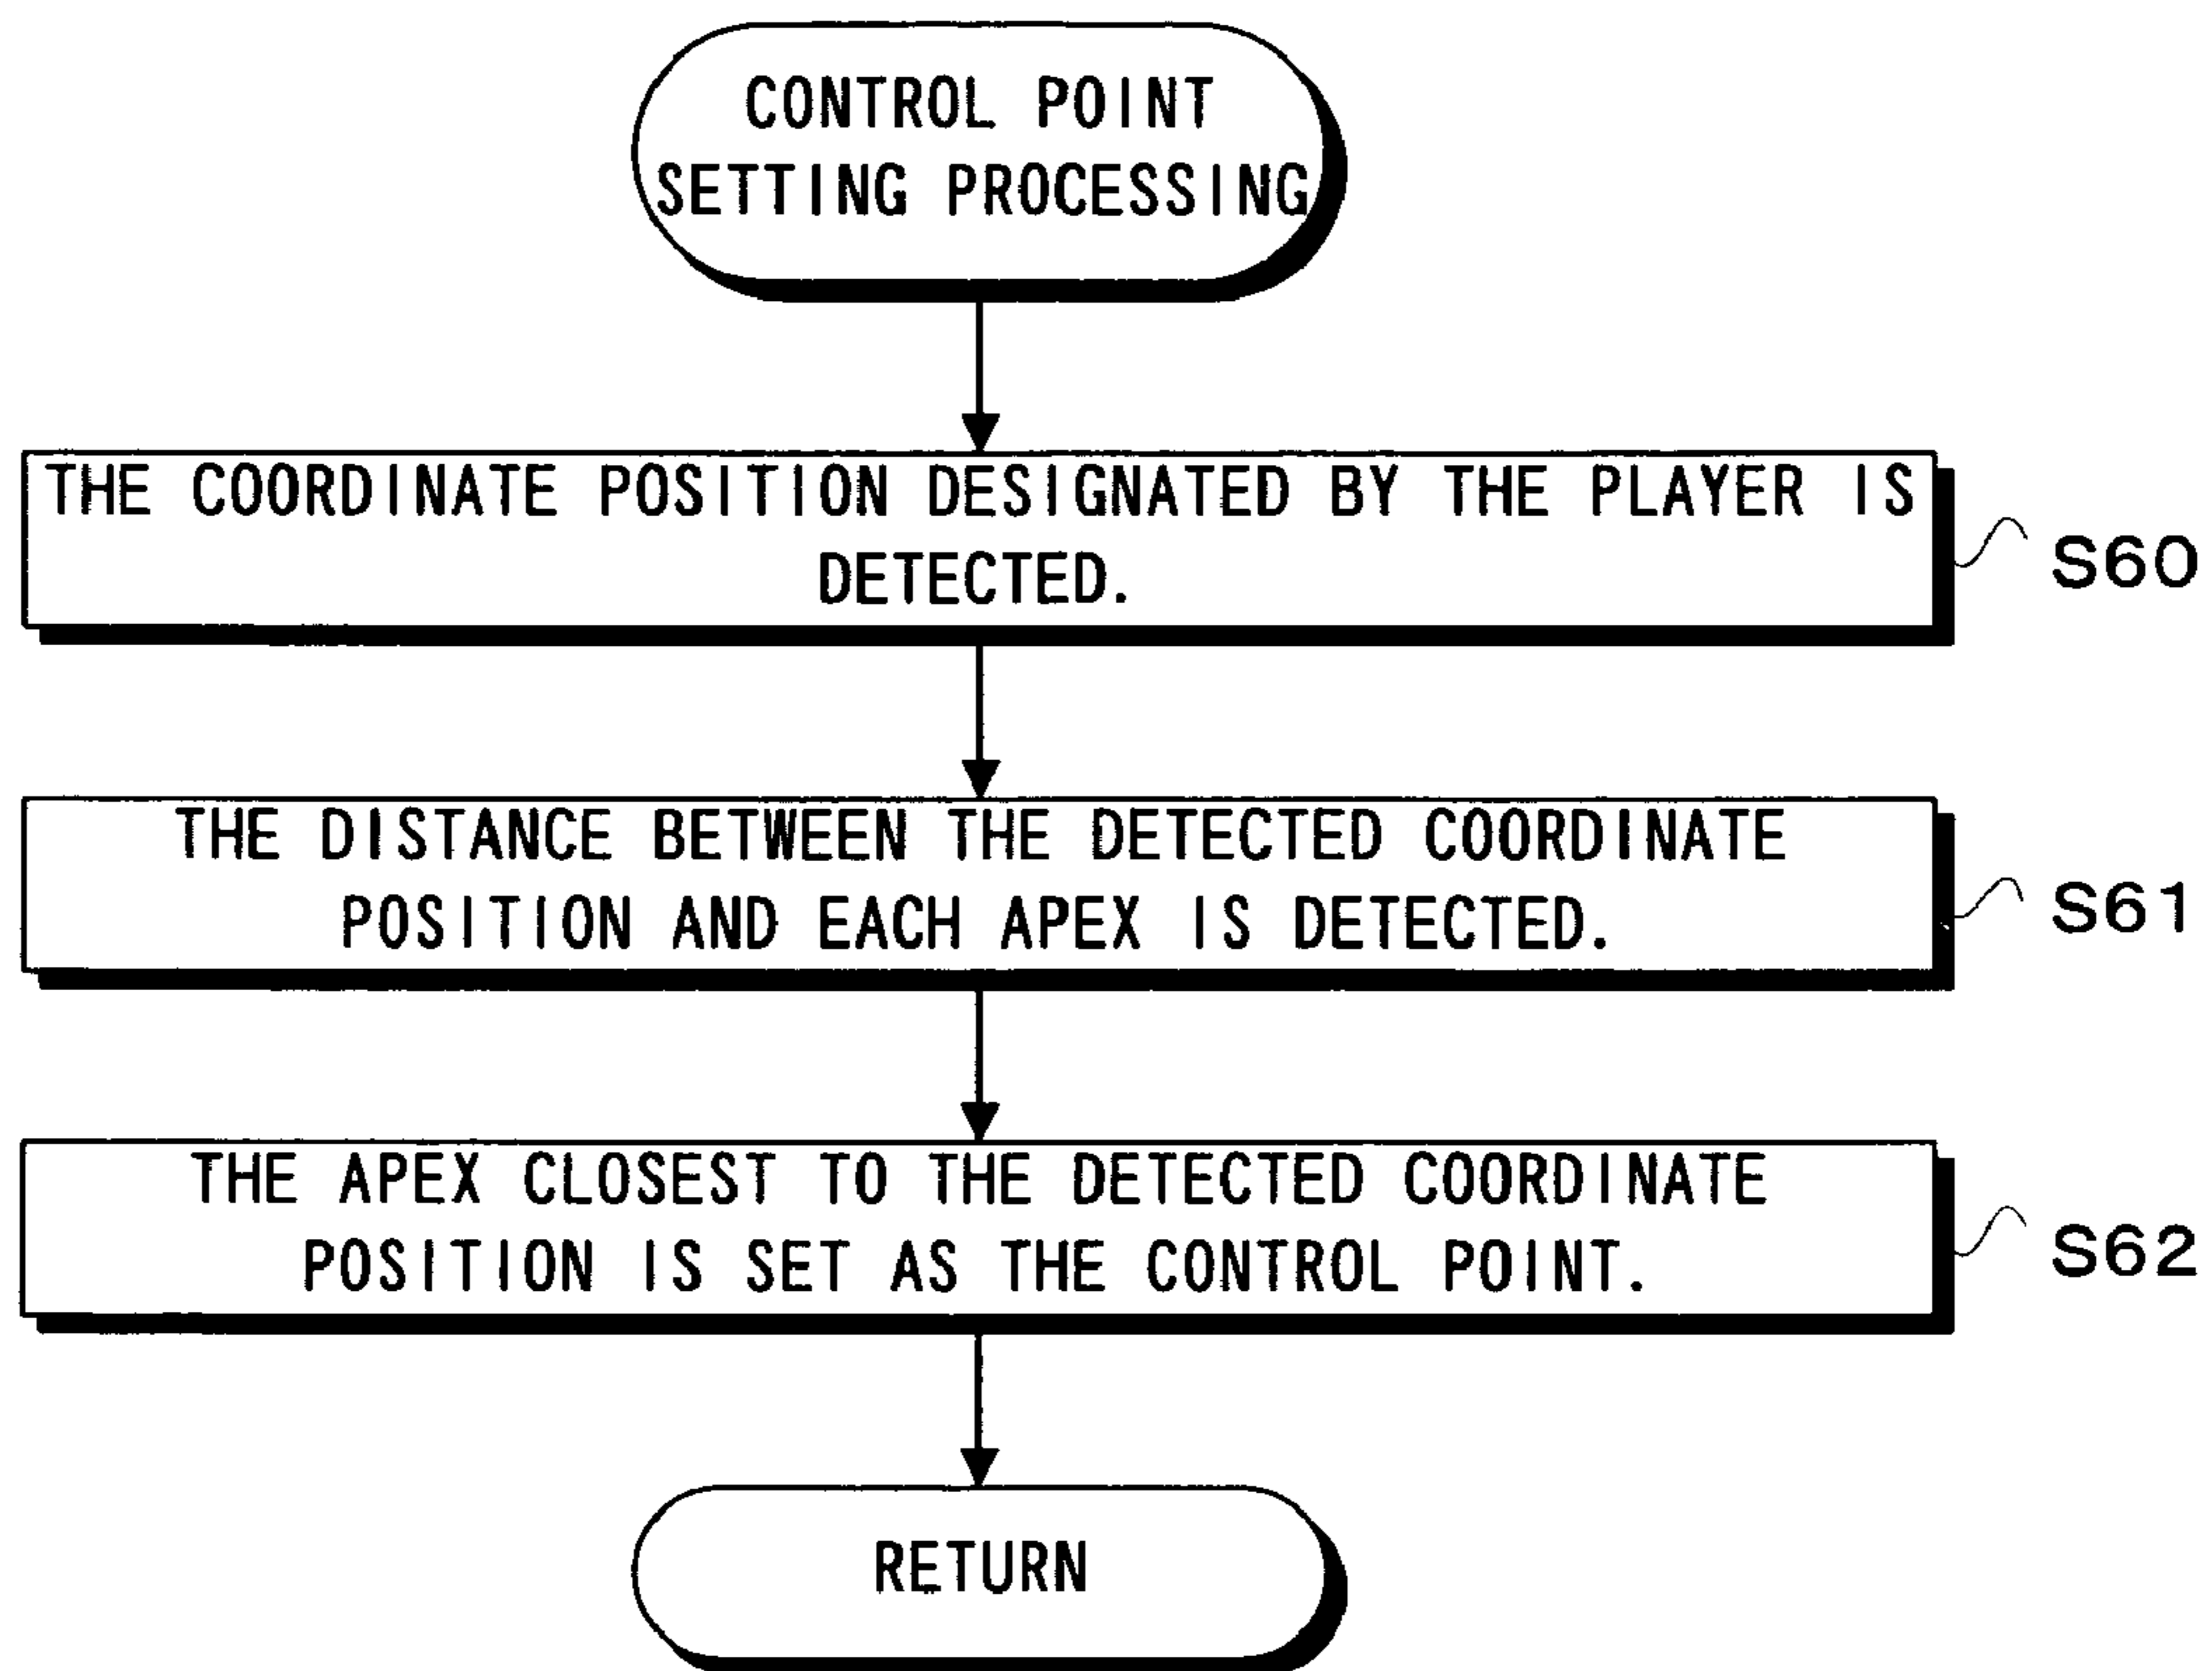 CONTROL POINT
SETTING PROCESSING
THE COORDINATE POSITION DESIGNATED BY THE PLAYER IS
DETECTED.
S60
THE DISTANCE BETWEEN THE DETECTED COORDINATE
POSITION AND EACH APEX IS DETECTED.
S61
THE APEX CLOSEST TO THE DETECTED COORDINATE
POSITION IS SET AS THE CONTROL POINT.
S62
RETURN